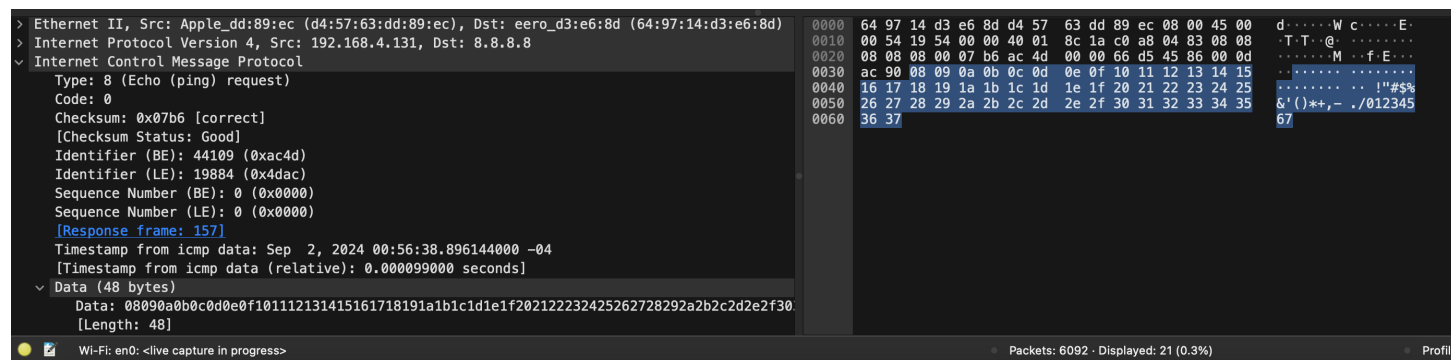 Ethernet II, Src: Apple_dd:89:ec (d4:57:63:dd:89:ec), Dst: eero_d3:e6:8d (64:97:14:d3:e6:8d)
Internet Protocol Version 4, Src: 192.168.4.131, Dst: 8.8.8.8
Internet Control Message Protocol
Type: 8 (Echo (ping) request)
Code: 0
Checksum: 0x07b6 [correct]
[Checksum Status: Good]
Identifier (BE): 44109 (0xac4d)
Identifier (LE): 19884 (0x4dac)
Sequence Number (BE): 0 (0x0000)
Sequence Number (LE): 0 (0x0000)
[Response frame: 157]
Timestamp from icmp data: Sep  2, 2024 00:56:38.896144000 -04
[Timestamp from icmp data (relative): 0.000099000 seconds]
Data (48 bytes)
Data: 08090a0b0c0d0e0f101112131415161718191a1b1c1d1e1f202122232425262728292a2b2c2d2e2f30
[Length: 48]
0000 64 97 14 d3 e6 8d d4 57 63 dd 89 ec 08 00 45 00 d······W c·····E·
0010 00 54 19 54 00 00 40 01 8c 1a c0 a8 04 83 08 08 ·T·T··@· ········
0020 08 08 08 00 07 b6 ac 4d 00 00 66 d5 45 86 00 0d ·······M ··f·E···
0030 ac 90 08 09 0a 0b 0c 0d 0e 0f 10 11 12 13 14 15 ········ ········
0040 16 17 18 19 1a 1b 1c 1d 1e 1f 20 21 22 23 24 25 ········ ·· !"#$%
0050 26 27 28 29 2a 2b 2c 2d 2e 2f 30 31 32 33 34 35 &'()*+,- ./012345
0060 36 37 67
Wi-Fi: en0: <live capture in progress>
Packets: 6092 · Displayed: 21 (0.3%)
Profil